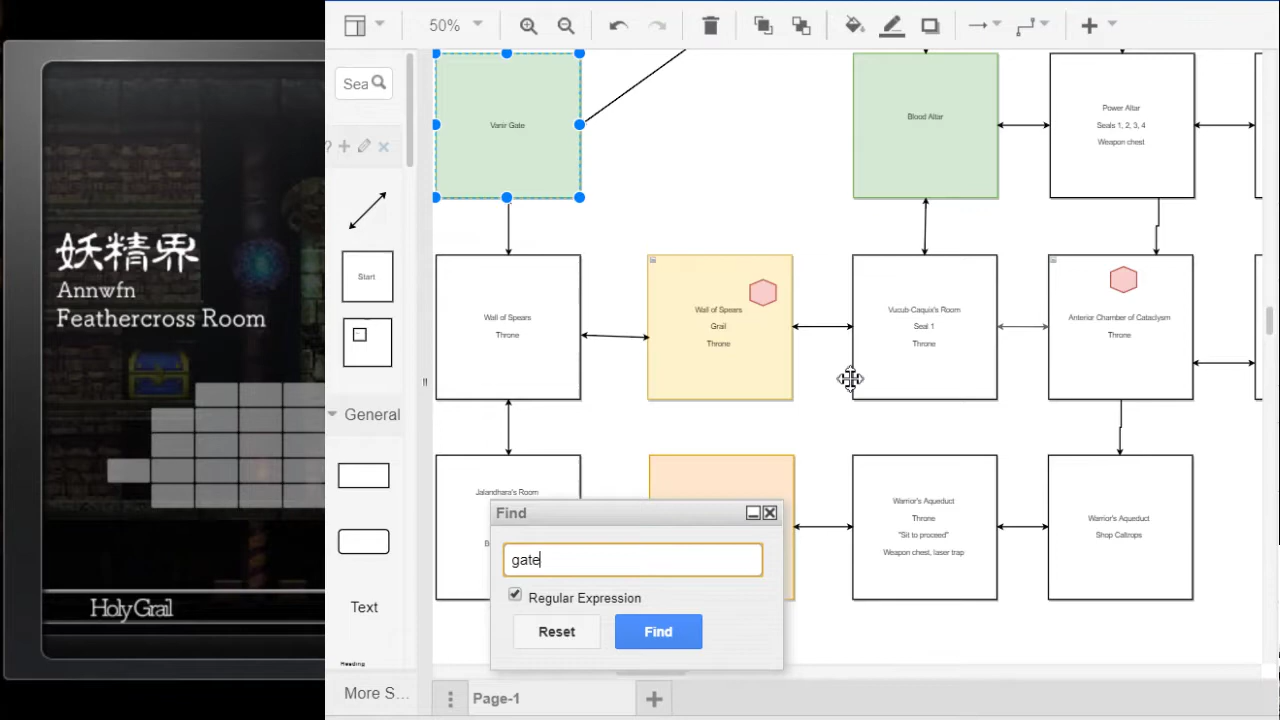 妖精界
Annwfn
Feathercross Room
Holy Grail
50%
Sea
?
Start
General
Text
Heading
More S...
Vanir Gate
Blood Altar
Power Altar
Seals 1, 2, 3, 4
Weapon chest
Wall of Spears
Throne
Wall of Spears
Grail
Throne
Vucub-Caquix's Room
Seal 1
Throne
Anterior Chamber of Cataclysm
Throne
Jalandhara's Room
B
Warrior's Aqueduct
Throne
"Sit to proceed"
Weapon chest, laser trap
Warrior's Aqueduct
Shop Caltrops
Find
gate
Regular Expression
Reset
Find
Page-1